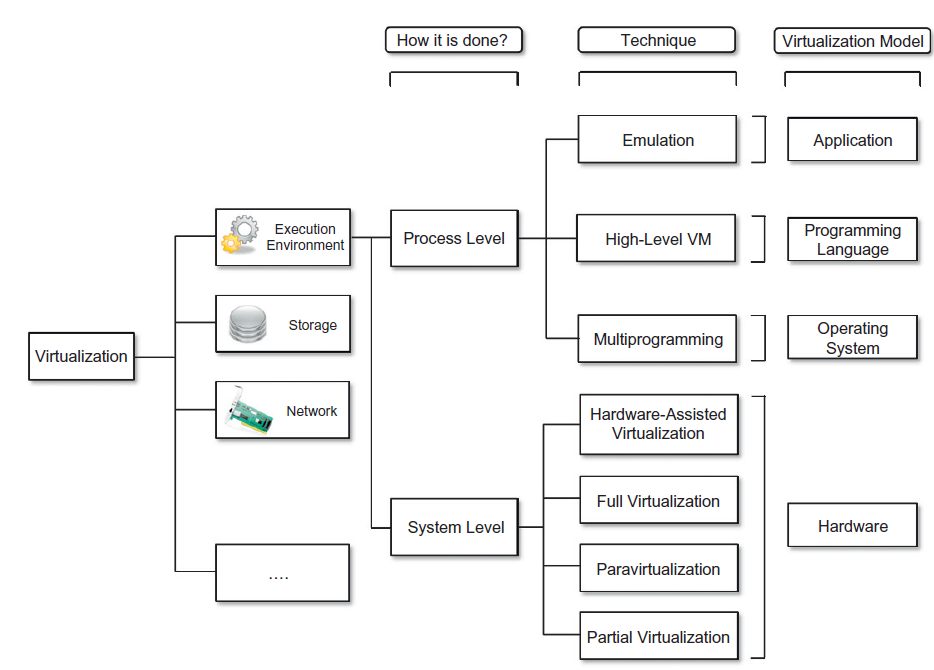 How it is done?
Technique
Virtualization Model
Emulation
Application
Execution
Environment
Process Level
High-Level VM
Programming
Language
Storage
Multiprogramming
Operating
System
Virtualization
Network
Hardware-Assisted
Virtualization
System Level
Full Virtualization
Hardware
....
Paravirtualization
Partial Virtualization